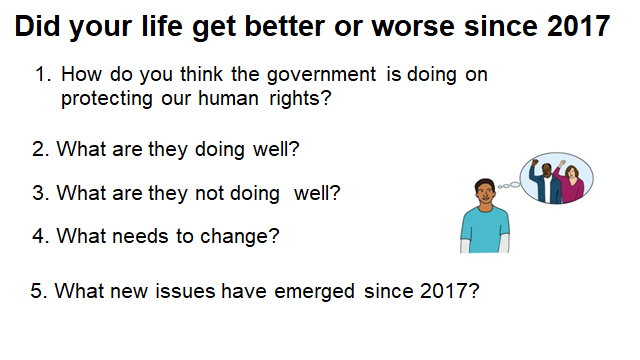 Did your life get better or worse since 2017
1. How do you think the government is doing on
protecting our human rights?
2. What are they doing well?
3. What are they not doing well?
4. What needs to change?
5. What new issues have emerged since 2017?